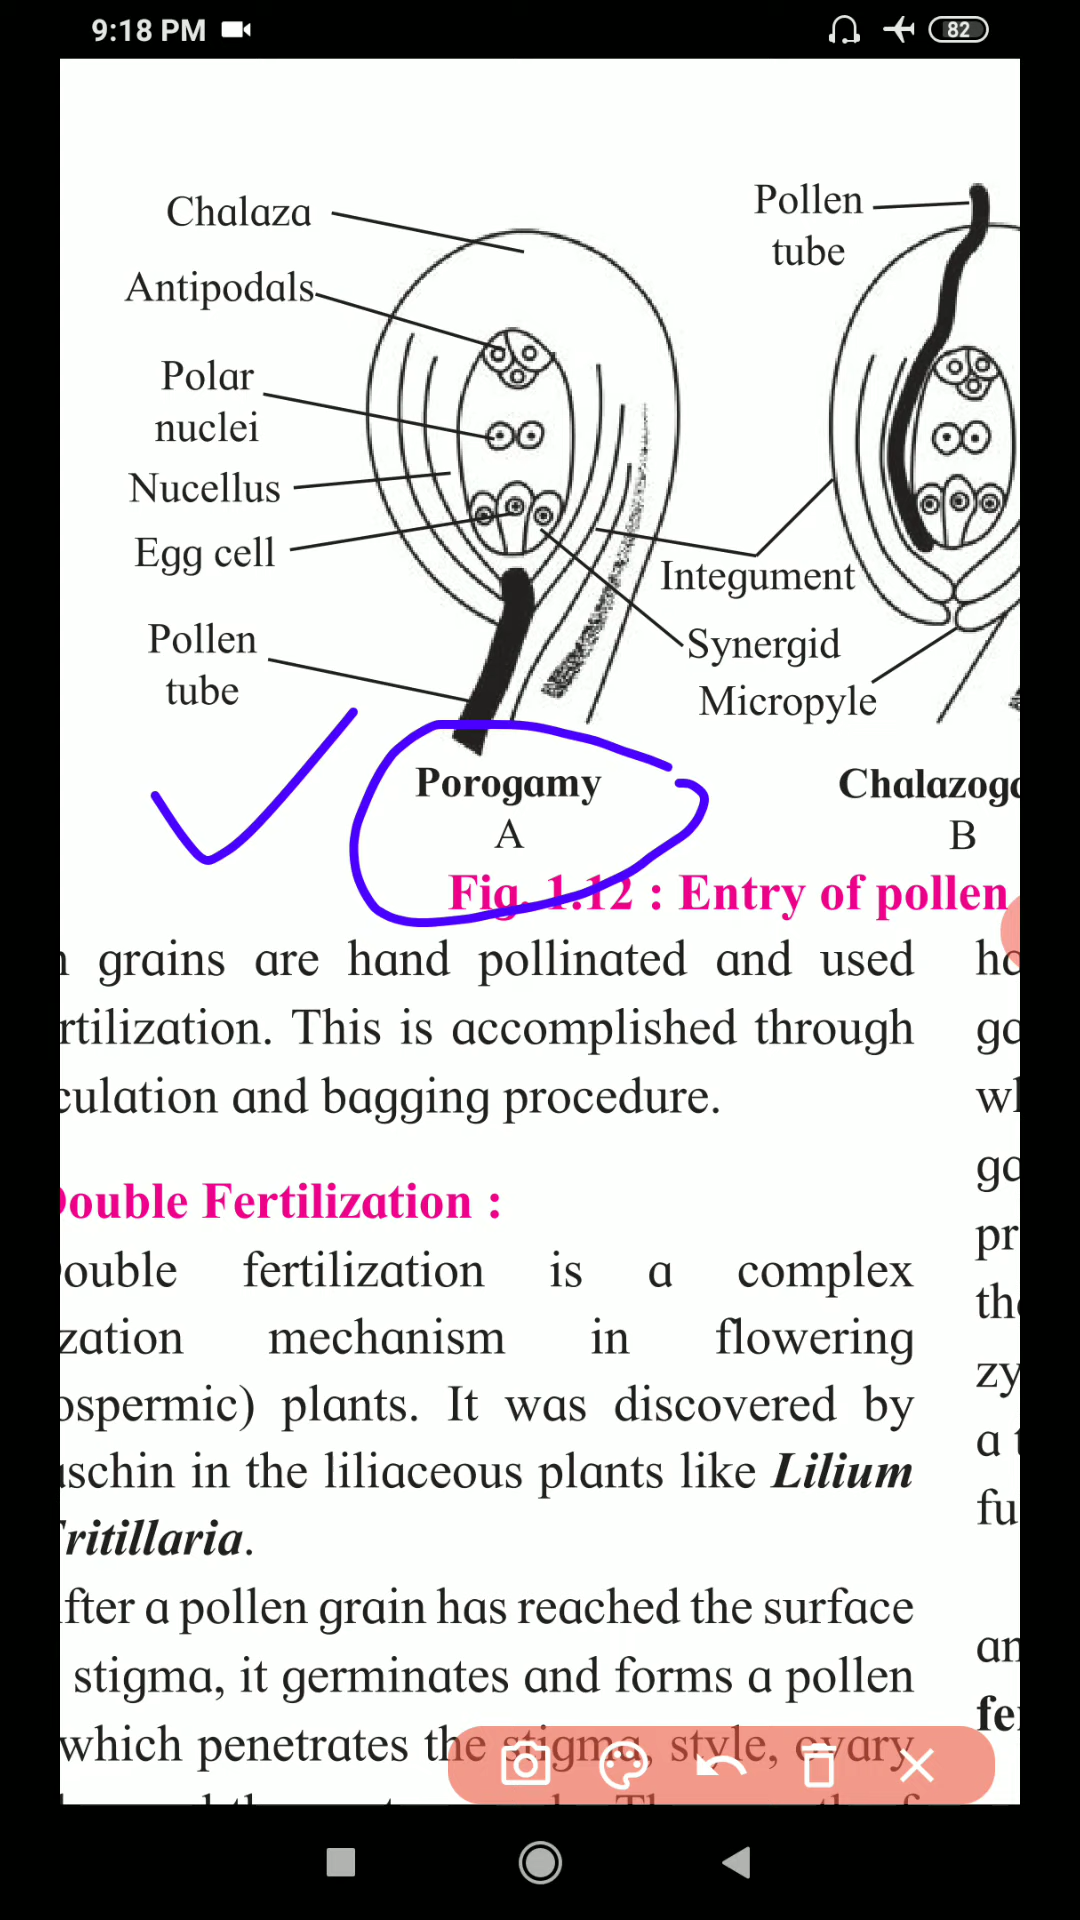 9:18 PM
82
Chalaza
Antipodals
Polar
nuclei
Nucellus
Egg cell
Pollen
tube
Pollen
tube
Integument
Synergid
Micropyle
Porogamy
A
B
Fig. 1.12 : Entry of pollen
grains are hand pollinated and used
rtilization. This is accomplished through
culation and bagging procedure.
ouble Fertilization :
ouble fertilization is a complex
zation mechanism in flowering
ospermic) plants. It was discovered by
schin in the liliaceous plants like Lilium
ritillaria.
fter a pollen grain has reached the surface
stigma, it germinates and forms a pollen
which penetrates the stigma, style, ovary